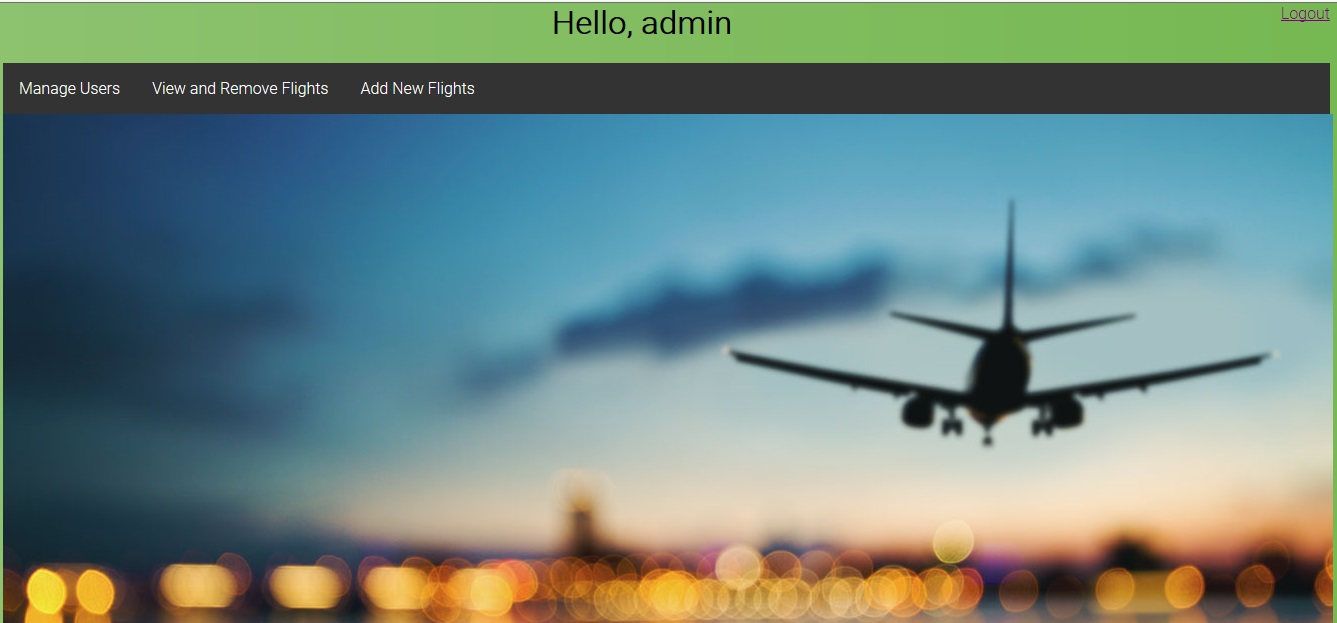 Hello, admin
Logout
Manage Users View and Remove Flights Add New Flights